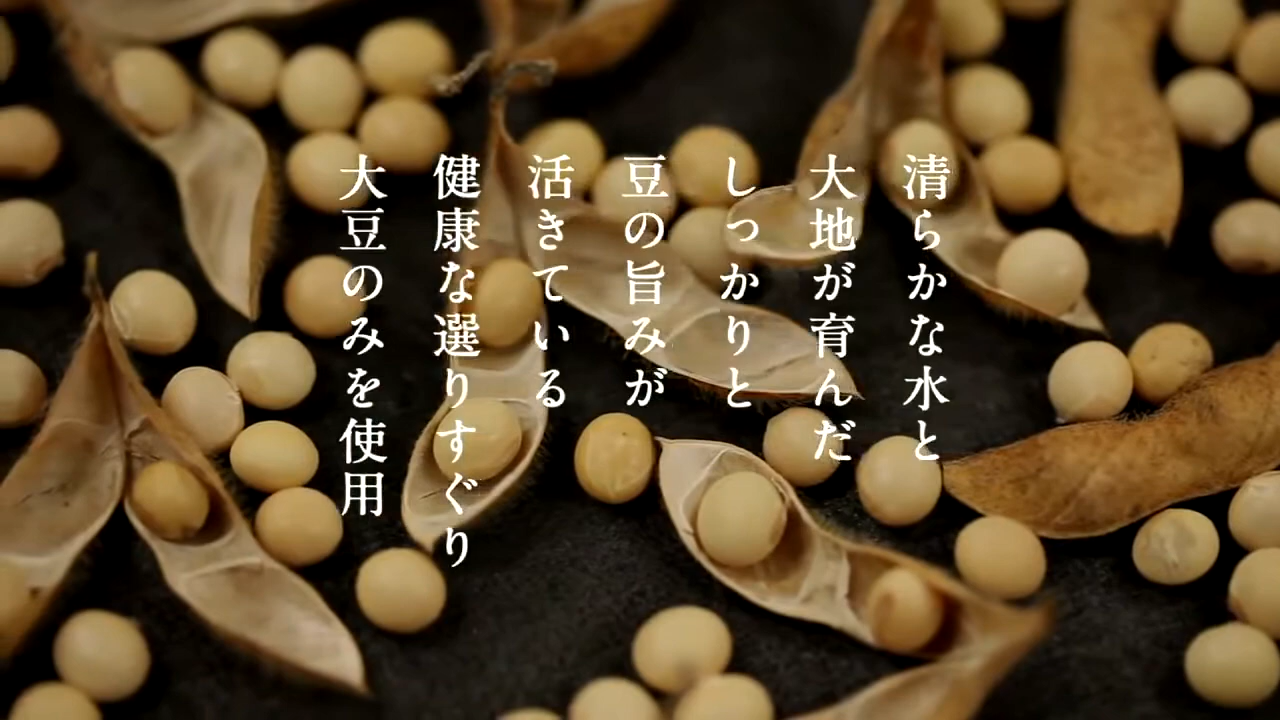 清らかな水と
大地が育んだ
しっかりと
豆の旨みが
活きている
健康な選りすぐり
大豆のみを使用